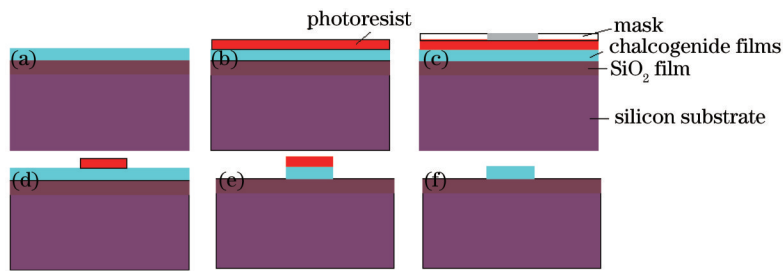 photoresist
mask
(a)
(b)
(c)
chalcogenide films
SiO₂ film
silicon substrate
(d)
(e)
(f)